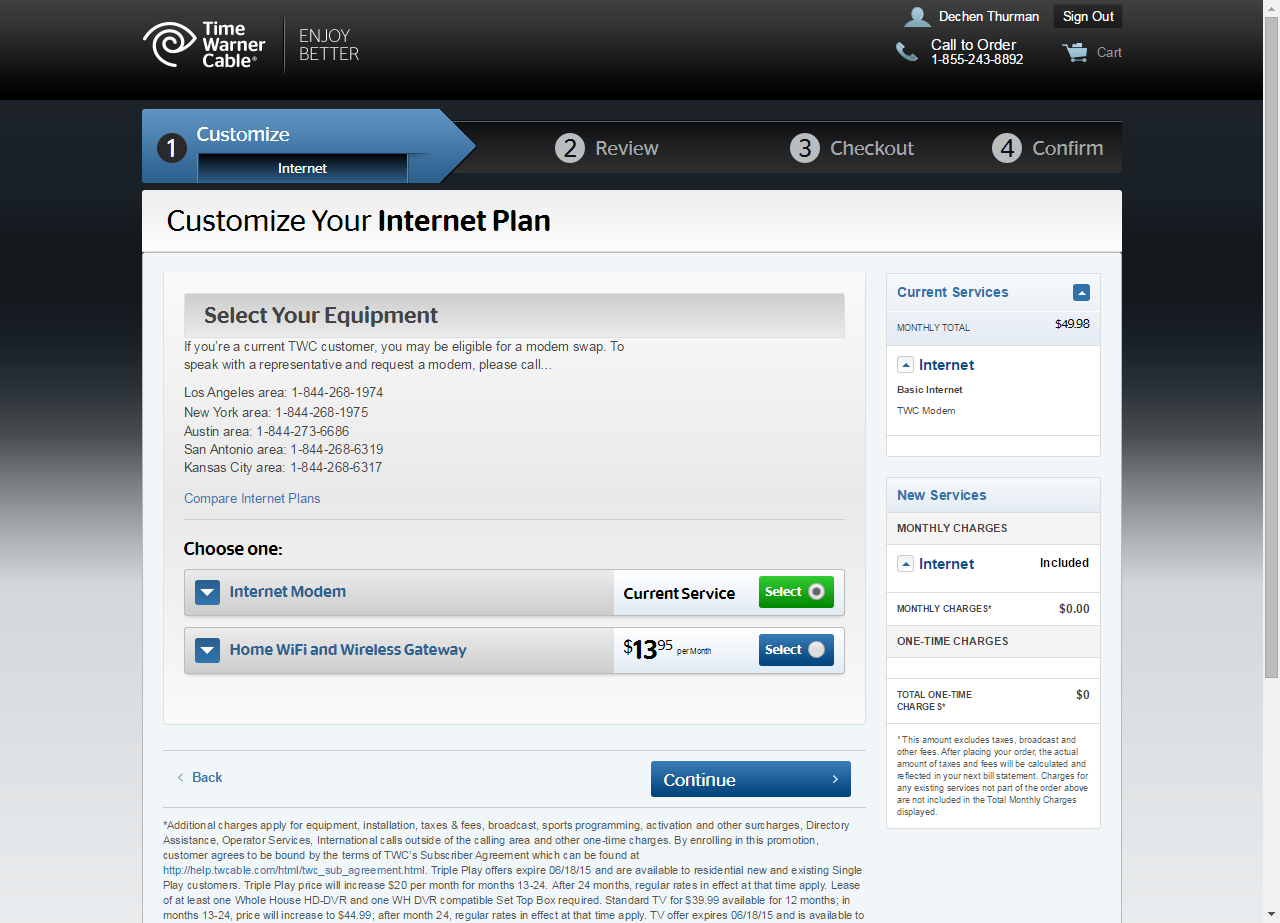 Time
Warner
Cable®
ENJOY
BETTER
Dechen Thurman
Sign Out
Call to Order
1-855-243-8892
Cart
1
Customize
Internet
2 Review
3 Checkout
4 Confirm
Customize Your Internet Plan
Select Your Equipment
If you're a current TWC customer, you may be eligible for a modem swap. To
speak with a representative and request a modem, please call...
Los Angeles area: 1-844-268-1974
New York area: 1-844-268-1975
Austin area: 1-844-273-6686
San Antonio area: 1-844-268-6319
Kansas City area: 1-844-268-6317
Compare Internet Plans
Choose one:
Internet Modem
Current Service
Select
Home WiFi and Wireless Gateway
$13 95 per Month
Select
Back
Continue
*Additional charges apply for equipment, installation, taxes & fees, broadcast, sports programming, activation and other surcharges, Directory
Assistance, Operator Services, International calls outside of the calling area and other one-time charges. By enrolling in this promotion,
customer agrees to be bound by the terms of TWC's Subscriber Agreement which can be found at
http://help.twcable.com/html/twc_sub_agreement.html. Triple Play offers expire 06/18/15 and are available to residential new and existing Single
Play customers. Triple Play price will increase $20 per month for months 13-24. After 24 months, regular rates in effect at that time apply. Lease
of at least one Whole House HD-DVR and one WH DVR compatible Set Top Box required. Standard TV for $39.99 available for 12 months; in
months 13-24, price will increase to $44.99; after month 24, regular rates in effect at that time apply. TV offer expires 06/18/15 and is available to
Current Services
MONTHLY TOTAL
$49.98
Internet
Basic Internet
TWC Modem
New Services
MONTHLY CHARGES
Internet
Included
MONTHLY CHARGES*
$0.00
ONE-TIME CHARGES
TOTAL ONE-TIME
CHARGES*
$0
*This amount excludes taxes, broadcast and
other fees. After placing your order, the actual
amount of taxes and fees will be calculated and
reflected in your next bill statement. Charges for
any existing services not part of the order above
are not included in the Total Monthly Charges
displayed.